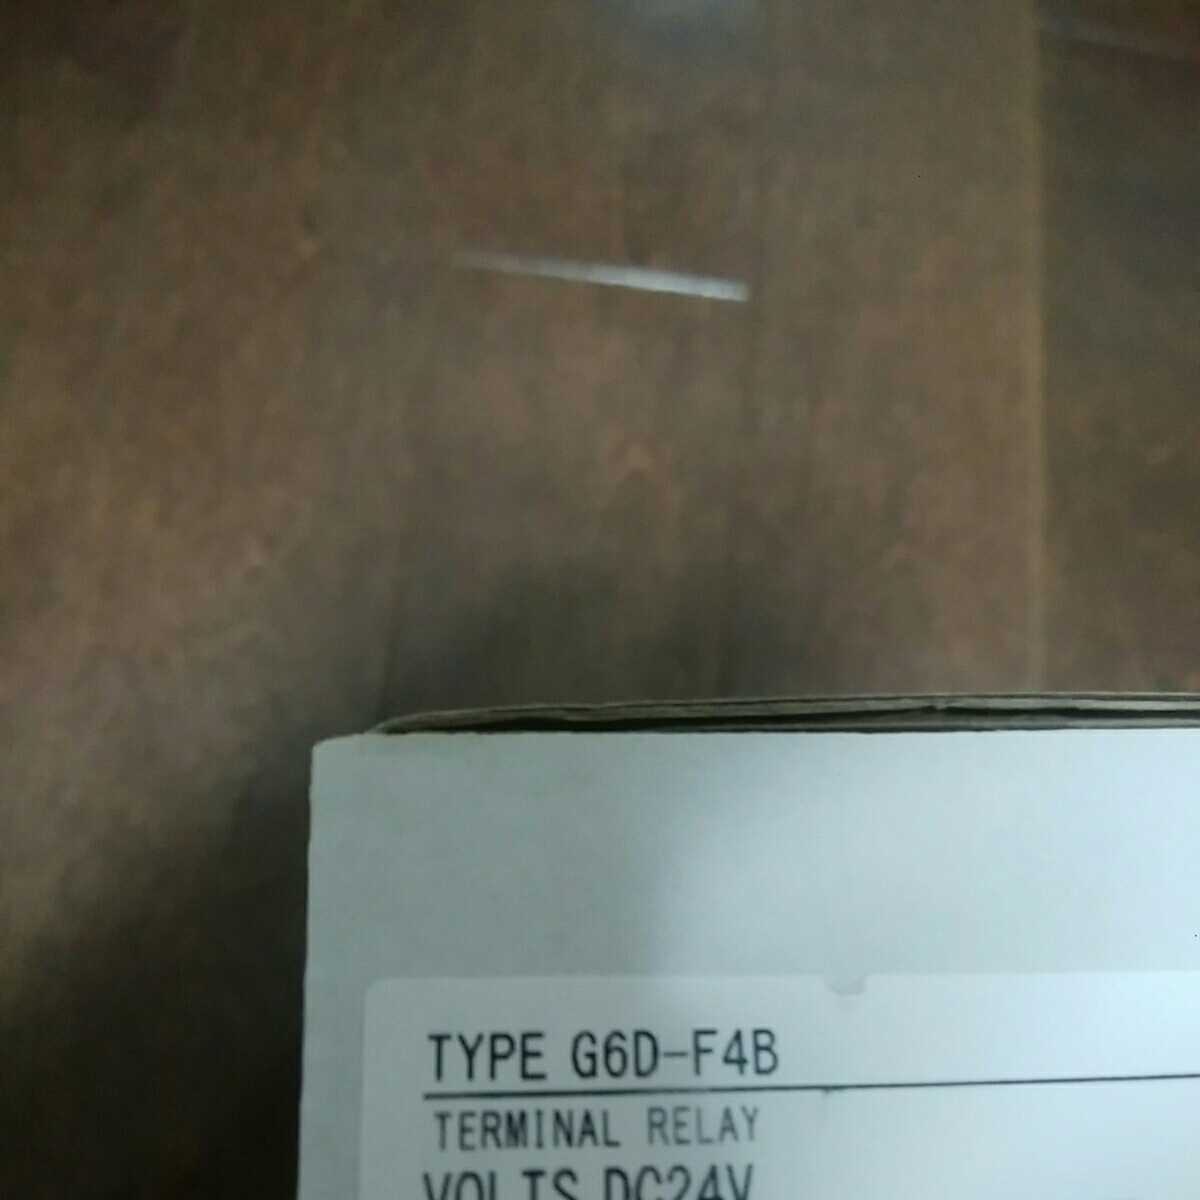 TYPE G6D-F4B
TERMINAL RELAY
VOLTS DC24V